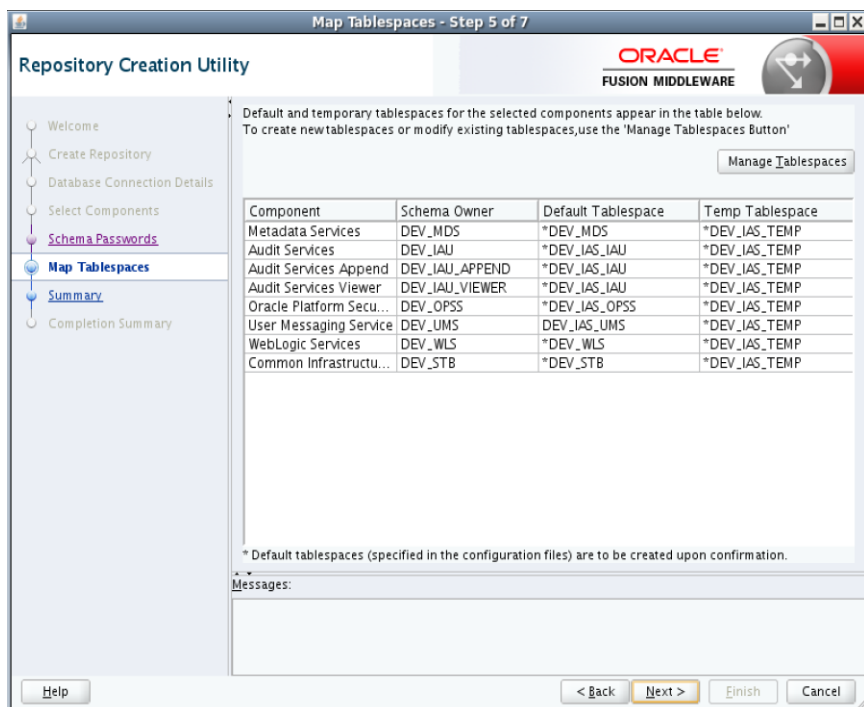 Map Tablespaces - Step 5 of 7
Repository Creation Utility
ORACLE
FUSION MIDDLEWARE
Welcome
Create Repository
Database Connection Details
Select Components
Schema Passwords
Map Tablespaces
Summary
Completion Summary
Default and temporary tablespaces for the selected components appear in the table below.
To create new tablespaces or modify existing tablespaces,use the 'Manage Tablespaces Button'
Manage Tablespaces
Component Schema Owner Default Tablespace Temp Tablespace
Metadata Services DEV_MDS *DEV_MDS *DEV_IAS_TEMP
Audit Services DEV_IAU *DEV_IAS_IAU *DEV_IAS_TEMP
Audit Services Append DEV_IAU_APPEND *DEV_IAS_IAU *DEV_IAS_TEMP
Audit Services Viewer DEV_IAU_VIEWER *DEV_IAS_IAU *DEV_IAS_TEMP
Oracle Platform Secu... DEV_OPSS *DEV_IAS_OPSS *DEV_IAS_TEMP
User Messaging Service DEV_UMS DEV_IAS_UMS *DEV_IAS_TEMP
WebLogic Services DEV_WLS *DEV_WLS *DEV_IAS_TEMP
Common Infrastructu... DEV_STB *DEV_STB *DEV_IAS_TEMP
* Default tablespaces (specified in the configuration files) are to be created upon confirmation.
Messages:
Help
< Back
Next >
Finish
Cancel